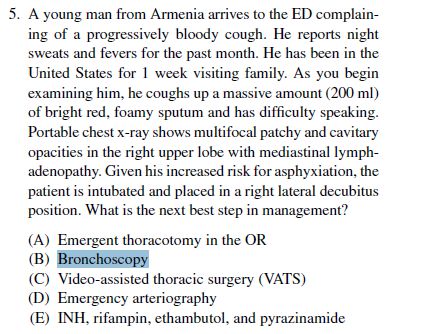 5. A young man from Armenia arrives to the ED complain-
ing of a progressively bloody cough. He reports night
sweats and fevers for the past month. He has been in the
United States for 1 week visiting family. As you begin
examining him, he coughs up a massive amount (200 ml)
of bright red, foamy sputum and has difficulty speaking.
Portable chest x-ray shows multifocal patchy and cavitary
opacities in the right upper lobe with mediastinal lymph-
adenopathy. Given his increased risk for asphyxiation, the
patient is intubated and placed in a right lateral decubitus
position. What is the next best step in management?
(A) Emergent thoracotomy in the OR
(B) Bronchoscopy
(C) Video-assisted thoracic surgery (VATS)
(D) Emergency arteriography
(E) INH, rifampin, ethambutol, and pyrazinamide